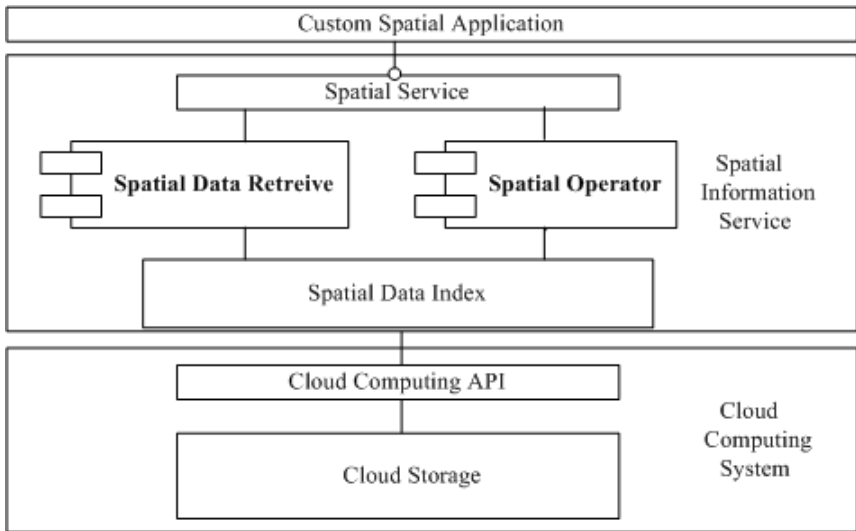 Custom Spatial Application
Spatial Service
Spatial Data Retreive
Spatial Operator
Spatial
Information
Service
Spatial Data Index
Cloud Computing API
Cloud Storage
Cloud
Computing
System